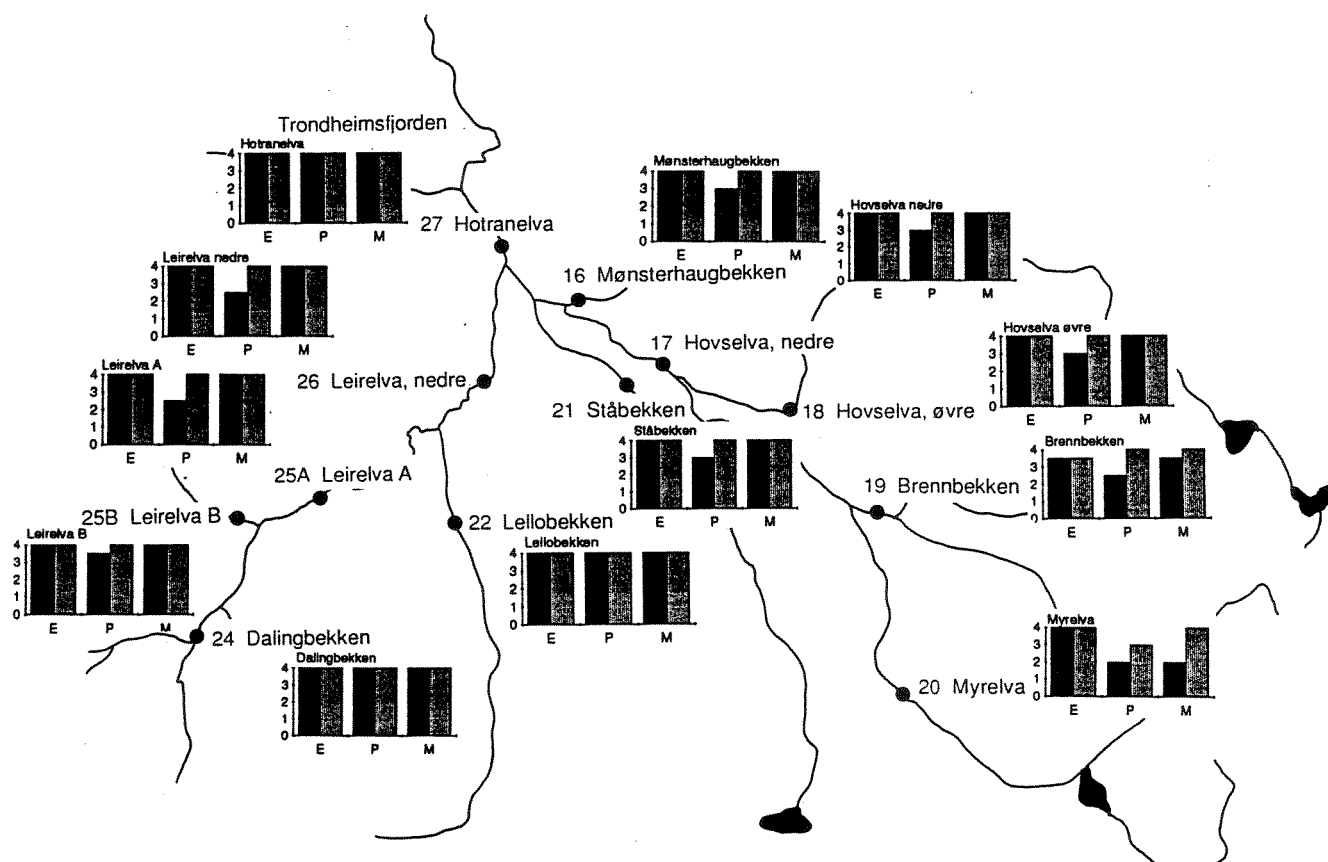 Trondheimsfjorden
Hotranelva
4
3
2
1
0
E P M
27 Hotranelva
Mønsterhaugbekken
4
3
2
1
0
E P M
16 Mønsterhaugbekken
Hovselva nedre
4
3
2
1
0
E P M
Leirelva nedre
4
3
2
1
0
E P M
17 Hovselva, nedre
Hovselva øvre
4
3
2
1
0
E P M
Leirelva A
4
3
2
1
0
E P M
26 Leirelva, nedre
21 Ståbekken
18 Hovselva, øvre
Ståbekken
4
3
2
1
0
E P M
Brennbekken
4
3
2
1
0
E P M
25A Leirelva A
19 Brennbekken
25B Leirelva B
22 Lellobekken
Leirelva B
4
3
2
1
0
E P M
Lellobekken
4
3
2
1
0
E P M
24 Dalingbekken
Dalingbekken
4
3
2
1
0
E P M
Myrelva
4
3
2
1
0
E P M
20 Myrelva